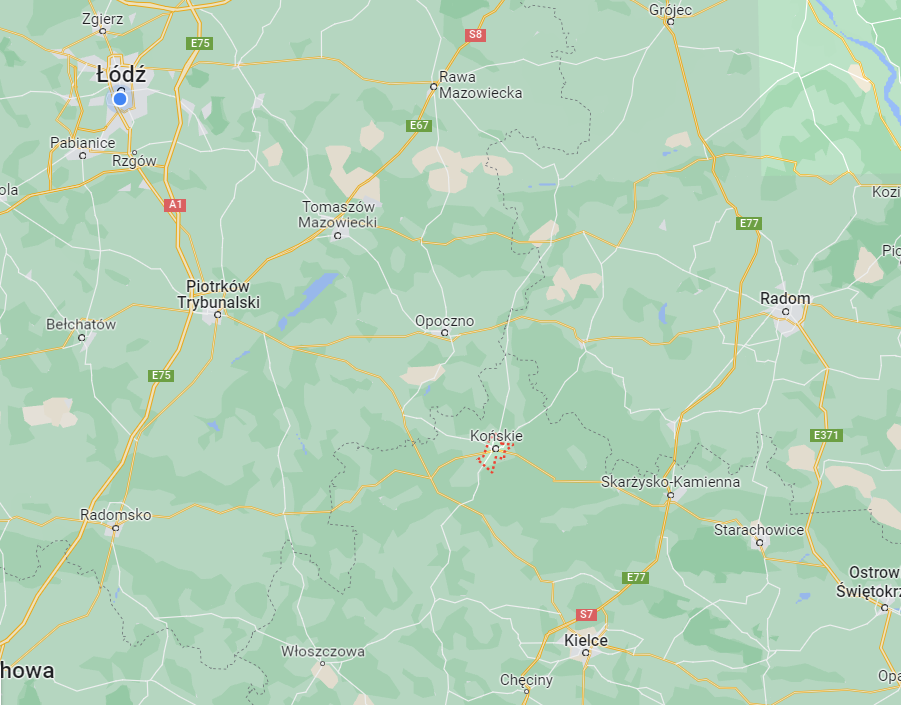 Zgierz
Grójec
E75
S8
Łódź
Rawa
Mazowiecka
E67
Pabianice
Rzgów
ola
Kozi
A1
Tomaszów
Mazowiecki
E77
Pio
Piotrków
Trybunalski
Radom
Bełchatów
Opoczno
E75
Końskie
E371
Skarżysko-Kamienna
Radomsko
Starachowice
E77
Ostrow
Świętokrz
S7
Kielce
Włoszczowa
howa
Chęciny
Opa